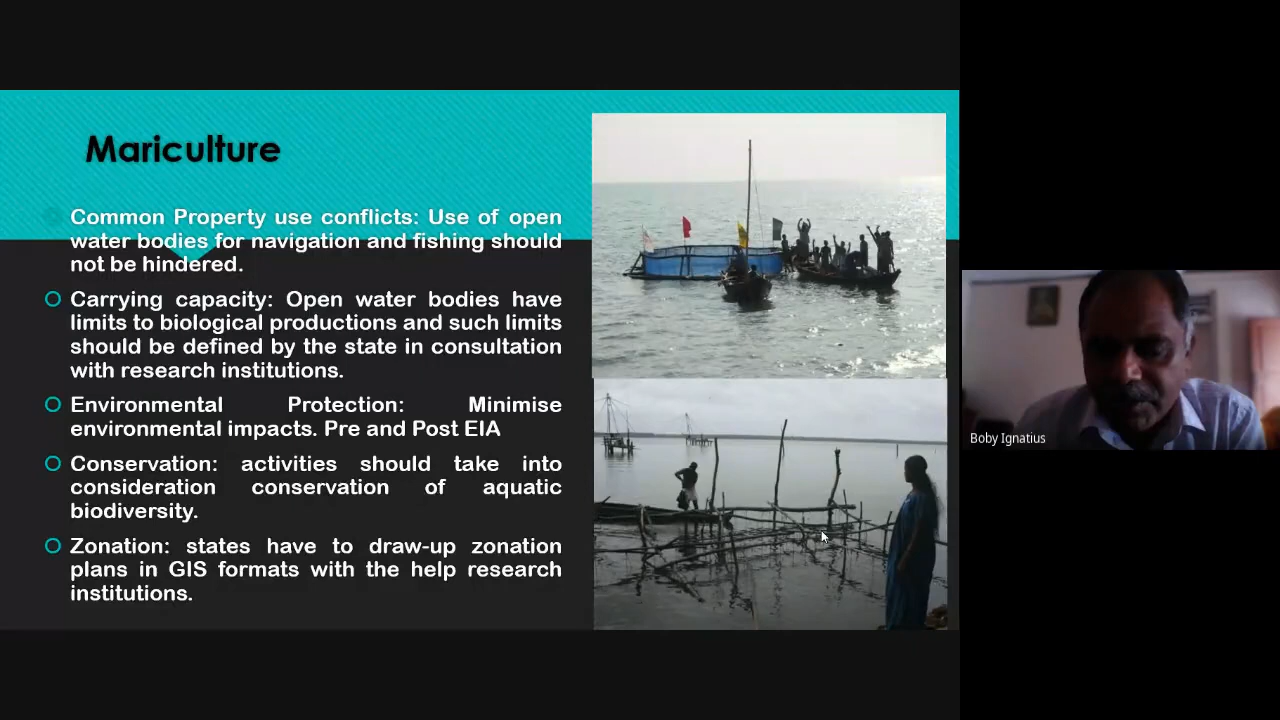 Mariculture
Common Property use conflicts: Use of open
water bodies for navigation and fishing should
not be hindered.
Carrying capacity: Open water bodies have
limits to biological productions and such limits
should be defined by the state in consultation
with research institutions.
Environmental Protection: Minimise
environmental impacts. Pre and Post EIA
Conservation: activities should take into
consideration conservation of aquatic
biodiversity.
Zonation: states have to draw-up zonation
plans in GIS formats with the help research
institutions.
Boby Ignatius